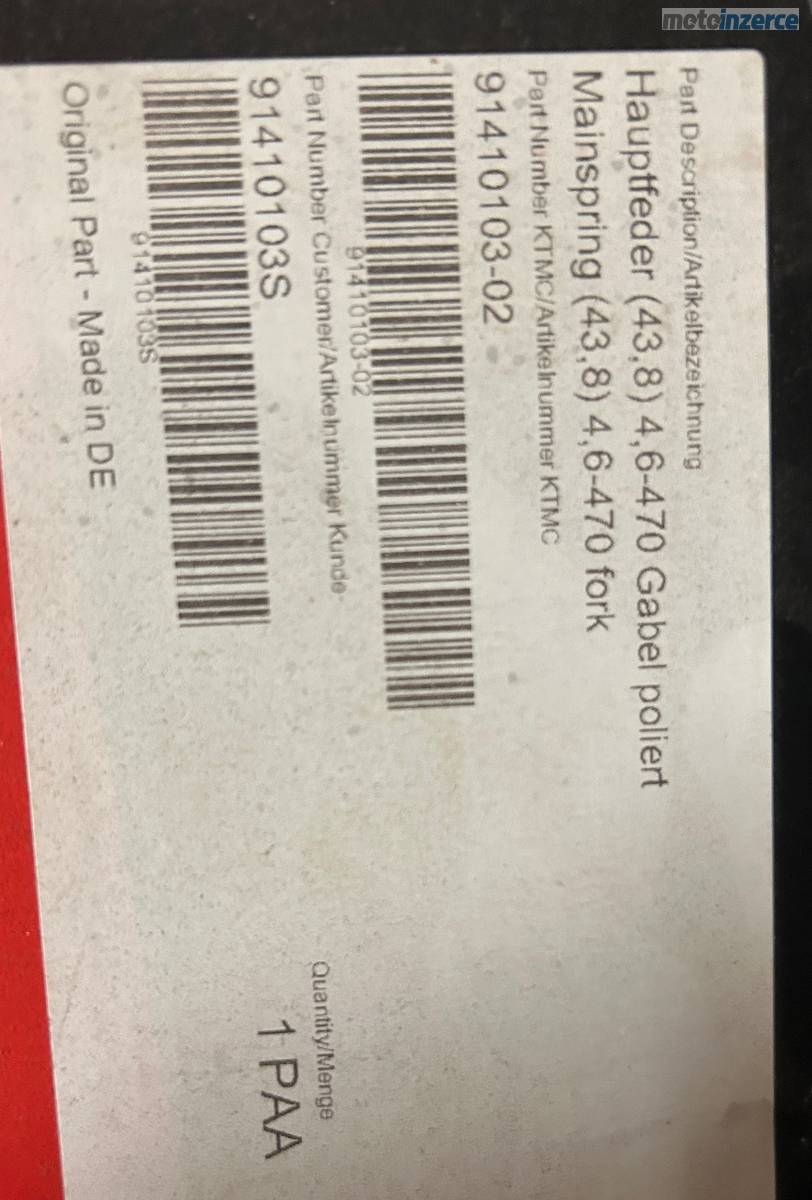 motoinzerce
Part Description/Artikelbezeichnung
Hauptfeder (43,8) 4,6-470 Gabel poliert
Mainspring (43,8) 4,6-470 fork
Part Number KTMC/Artikelnummer KTMC
91410103-02
91410103-02
Part Number Customer/Artikelnummer Kunde
91410103S
91410103S
Quantity/Menge
1 PAA
Original Part - Made in DE